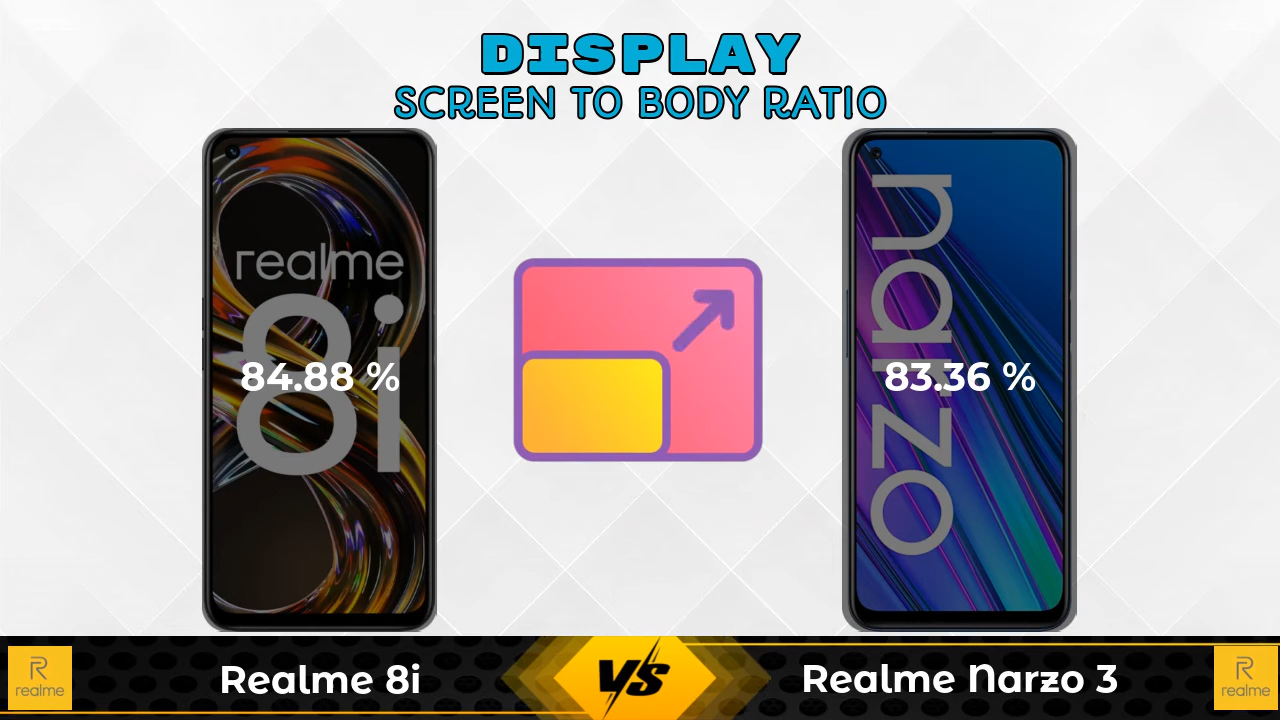 DISPLAY
SCREEN TO BODY RATIO
realme
8i
84.88 %
narzo
83.36 %
R
realme
Realme 8i
VS
Realme Narzo 3
R
realme